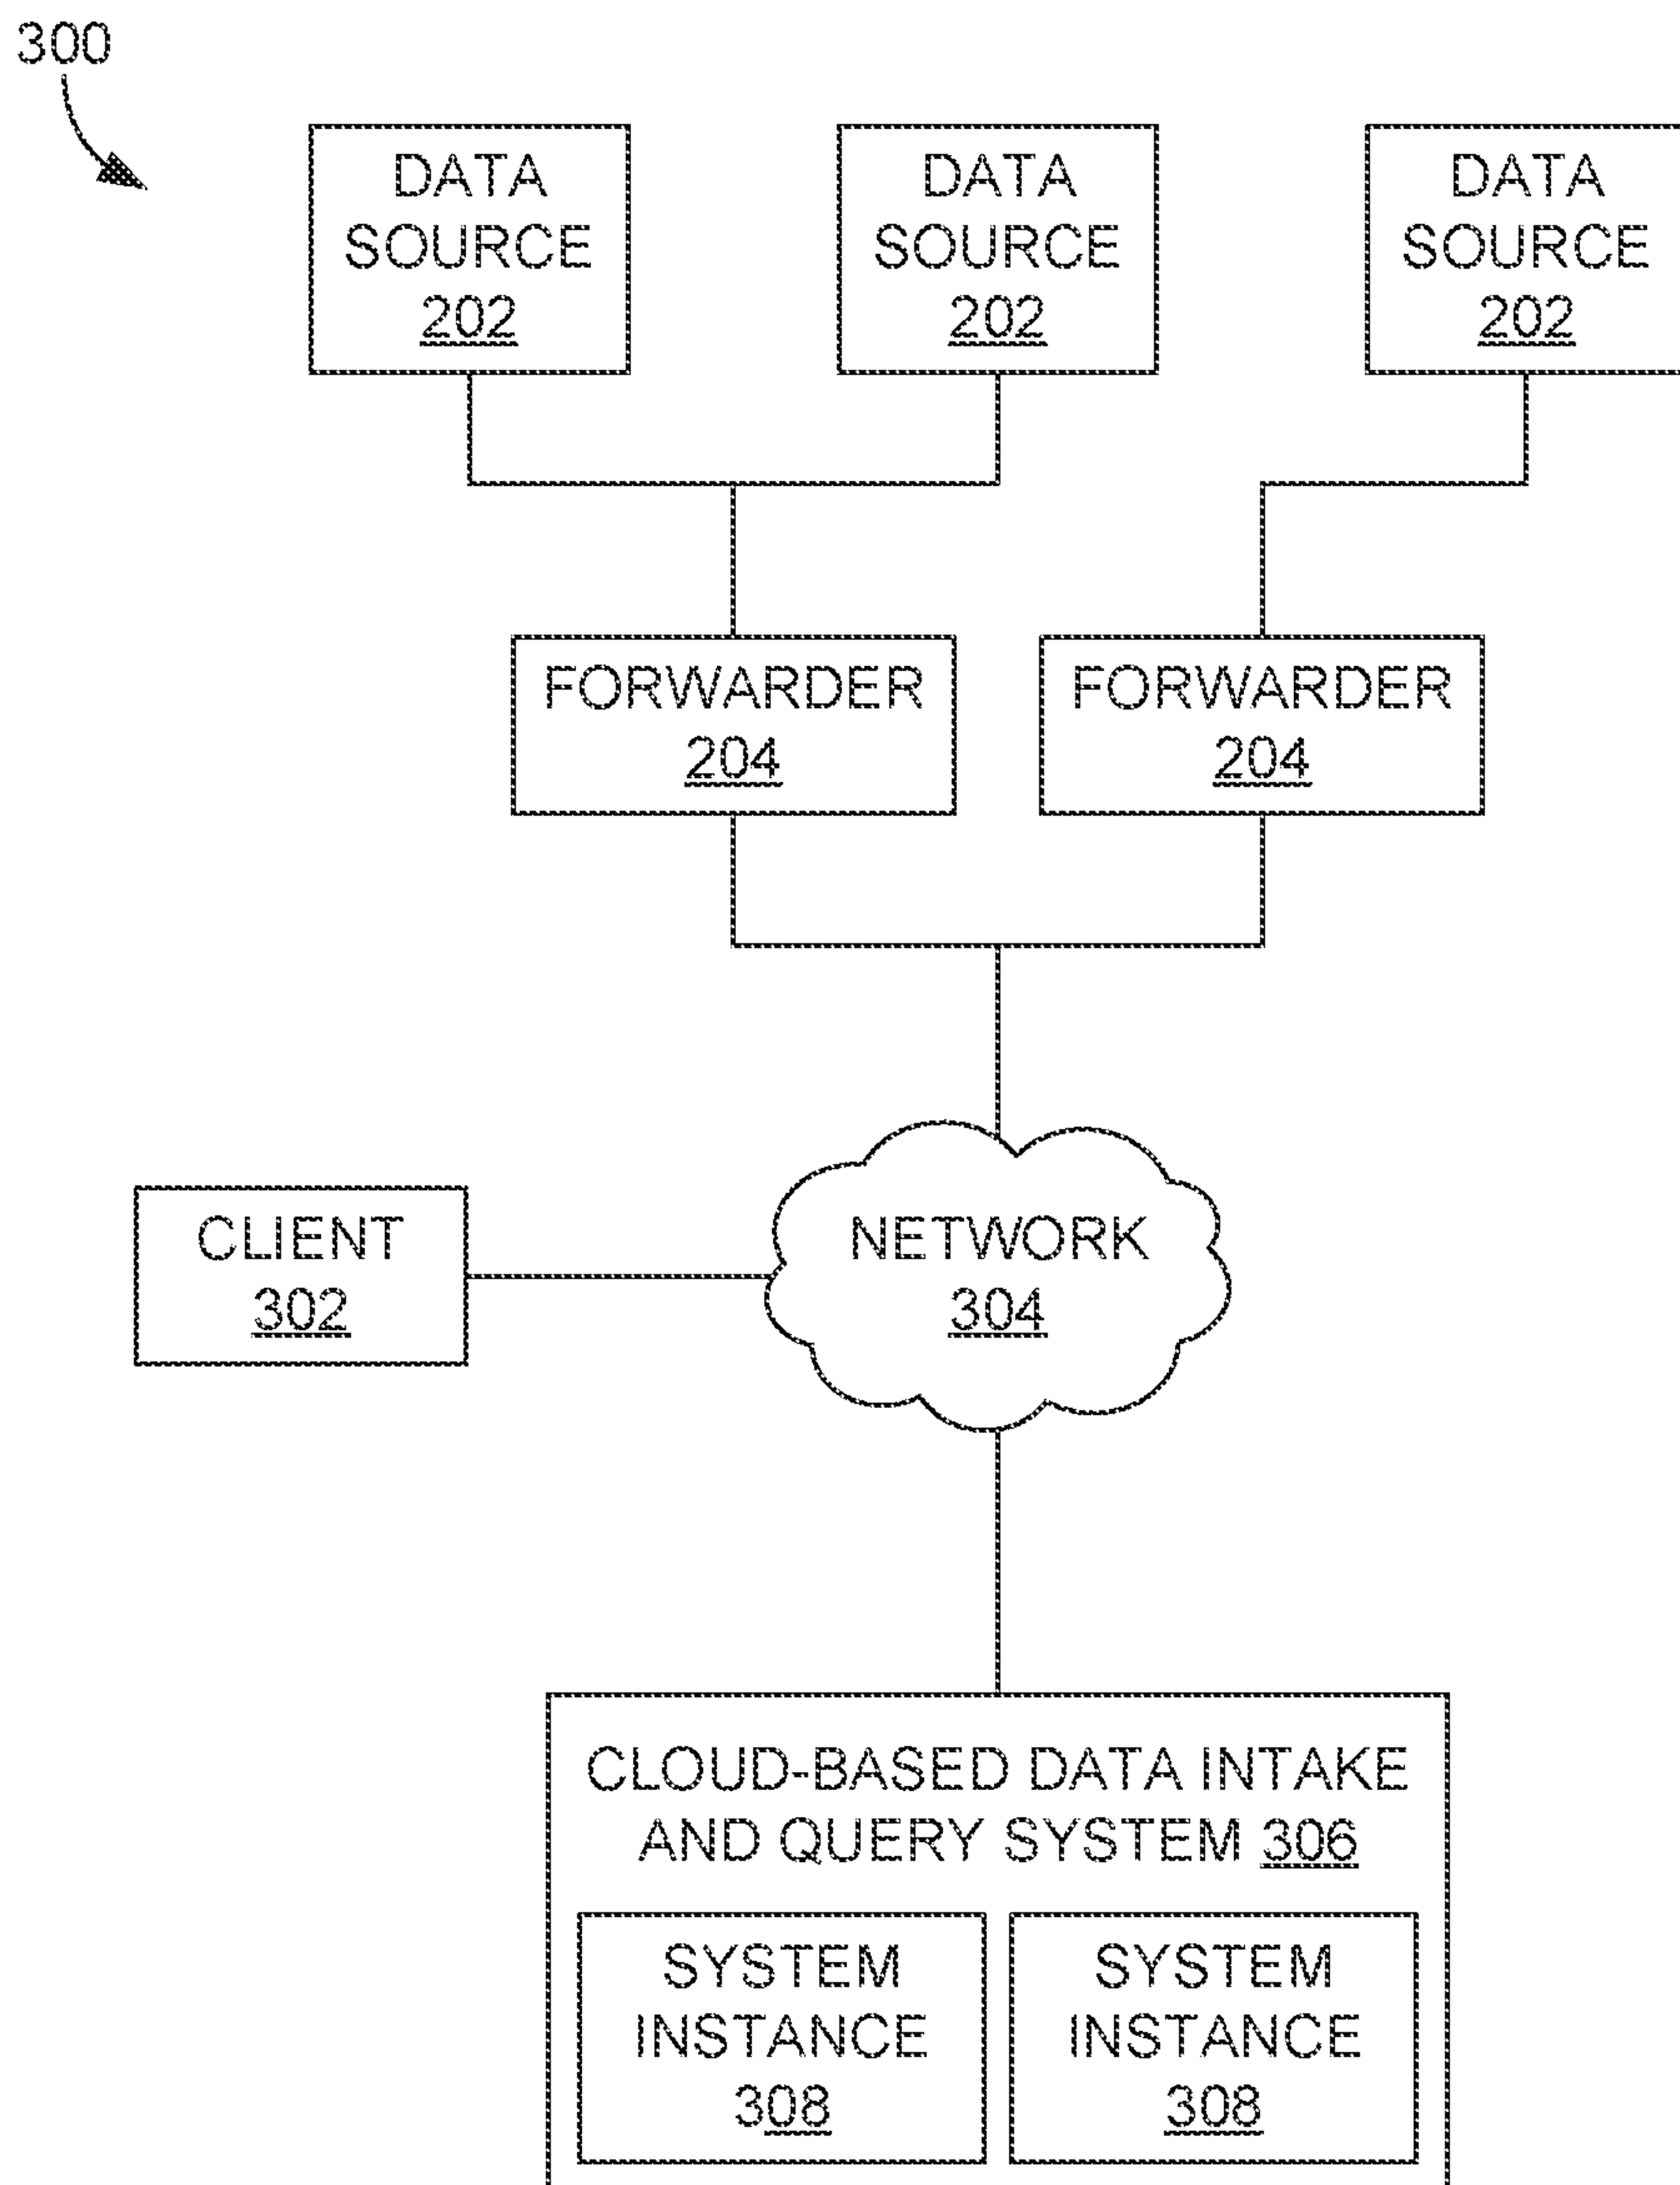 300
DATA
SOURCE
202
DATA
SOURCE
202
DATA
SOURCE
202
FORWARDER
204
FORWARDER
204
CLIENT
302
NETWORK
304
CLOUD-BASED DATA INTAKE
AND QUERY SYSTEM 306
SYSTEM
INSTANCE
308
SYSTEM
INSTANCE
308